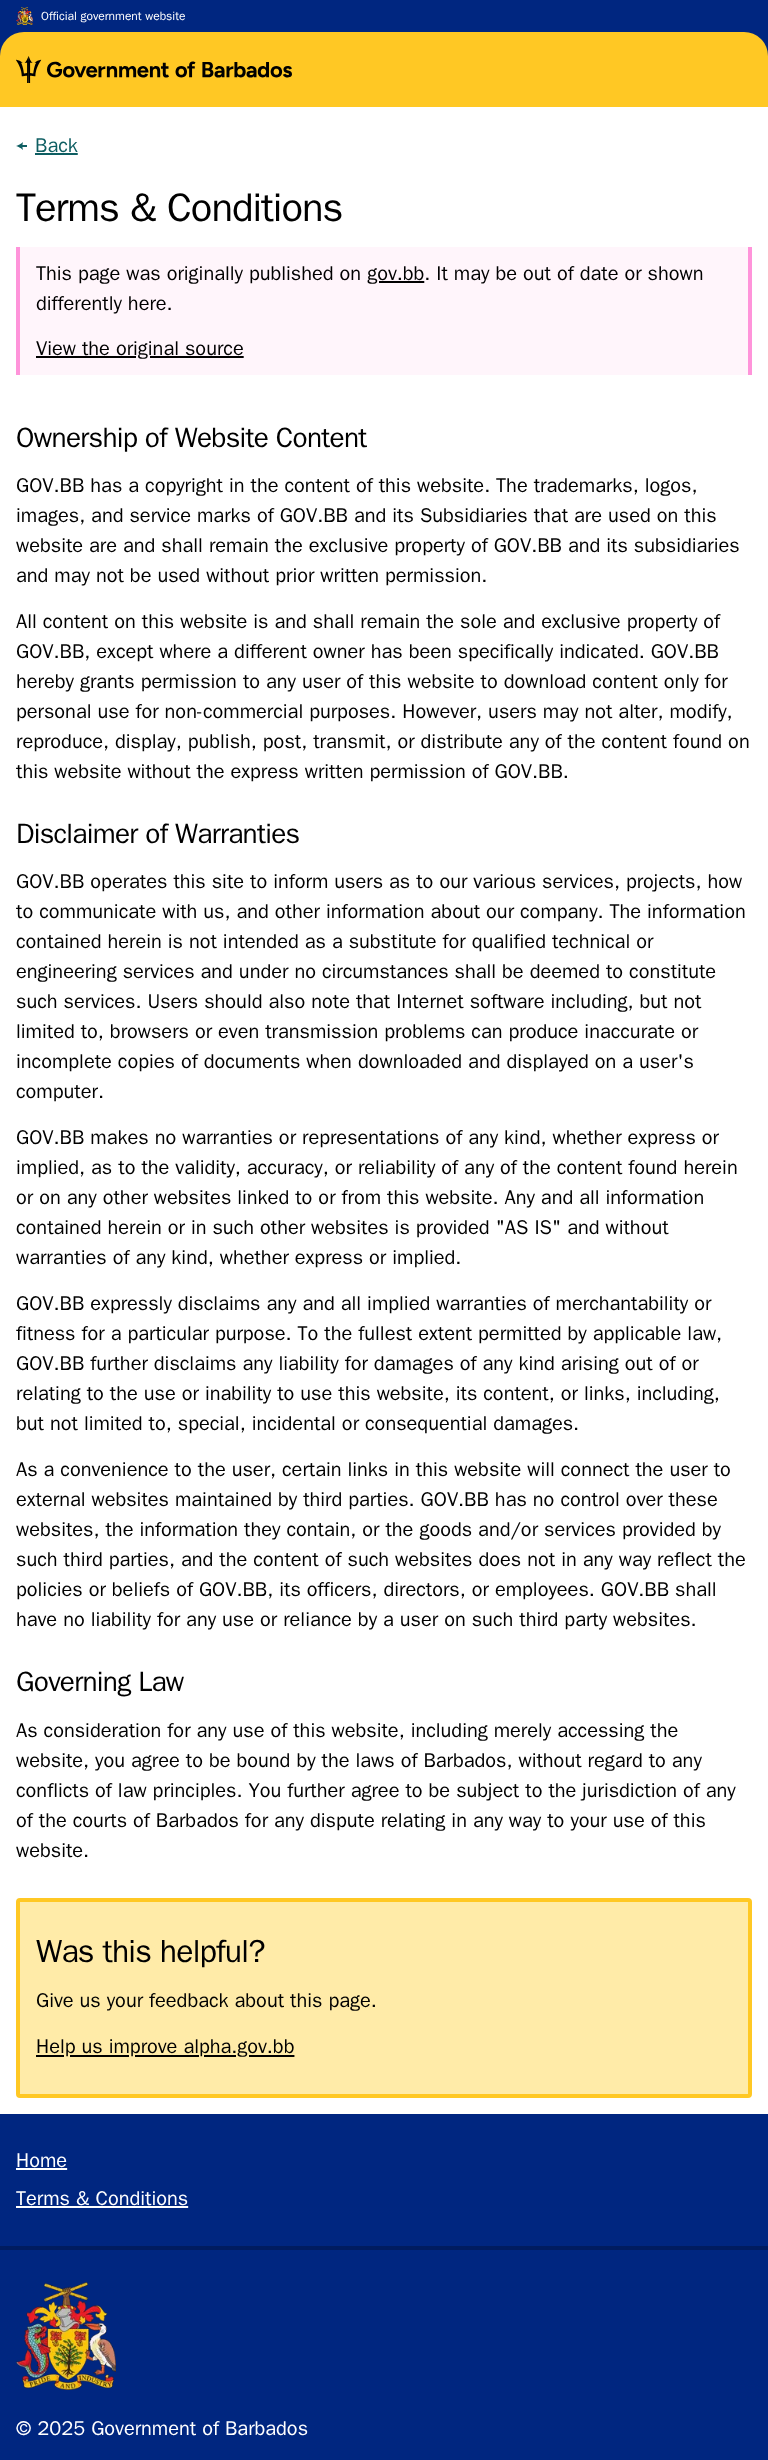 Official government website
Government of Barbados
Back
Terms & Conditions
This page was originally published on gov.bb. It may be out of date or shown
differently here.
View the original source
Ownership of Website Content
GOV.BB has a copyright in the content of this website. The trademarks, logos,
images, and service marks of GOV.BB and its Subsidiaries that are used on this
website are and shall remain the exclusive property of GOV.BB and its subsidiaries
and may not be used without prior written permission.
All content on this website is and shall remain the sole and exclusive property of
GOV.BB, except where a different owner has been specifically indicated. GOV.BB
hereby grants permission to any user of this website to download content only for
personal use for non-commercial purposes. However, users may not alter, modify,
reproduce, display, publish, post, transmit, or distribute any of the content found on
this website without the express written permission of GOV.BB.
Disclaimer of Warranties
GOV.BB operates this site to inform users as to our various services, projects, how
to communicate with us, and other information about our company. The information
contained herein is not intended as a substitute for qualified technical or
engineering services and under no circumstances shall be deemed to constitute
such services. Users should also note that Internet software including, but not
limited to, browsers or even transmission problems can produce inaccurate or
incomplete copies of documents when downloaded and displayed on a user's
computer.
GOV.BB makes no warranties or representations of any kind, whether express or
implied, as to the validity, accuracy, or reliability of any of the content found herein
or on any other websites linked to or from this website. Any and all information
contained herein or in such other websites is provided "AS IS" and without
warranties of any kind, whether express or implied.
GOV.BB expressly disclaims any and all implied warranties of merchantability or
fitness for a particular purpose. To the fullest extent permitted by applicable law,
GOV.BB further disclaims any liability for damages of any kind arising out of or
relating to the use or inability to use this website, its content, or links, including,
but not limited to, special, incidental or consequential damages.
As a convenience to the user, certain links in this website will connect the user to
external websites maintained by third parties. GOV.BB has no control over these
websites, the information they contain, or the goods and/or services provided by
such third parties, and the content of such websites does not in any way reflect the
policies or beliefs of GOV.BB, its officers, directors, or employees. GOV.BB shall
have no liability for any use or reliance by a user on such third party websites.
Governing Law
As consideration for any use of this website, including merely accessing the
website, you agree to be bound by the laws of Barbados, without regard to any
conflicts of law principles. You further agree to be subject to the jurisdiction of any
of the courts of Barbados for any dispute relating in any way to your use of this
website.
Was this helpful?
Give us your feedback about this page.
Help us improve alpha.gov.bb
Home
Terms & Conditions
PRIDE AND INDUSTRY
© 2025 Government of Barbados